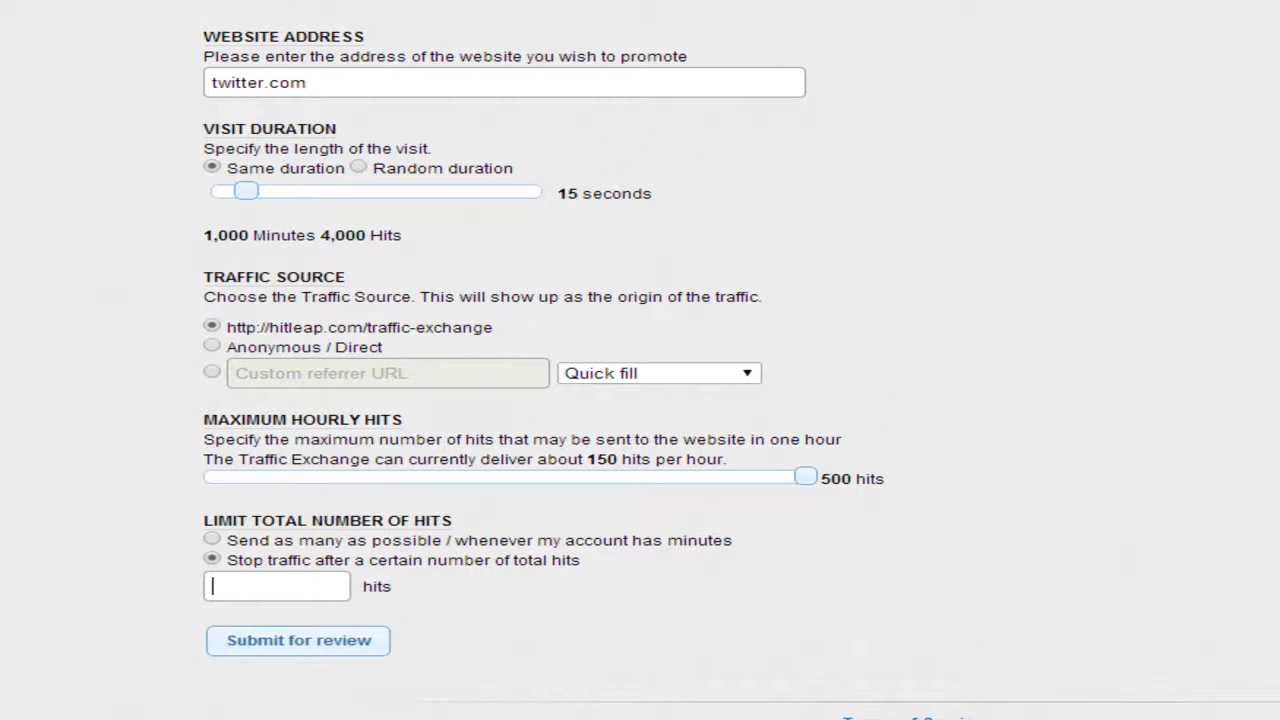 WEBSITE ADDRESS
Please enter the address of the website you wish to promote
twitter.com
VISIT DURATION
Specify the length of the visit.
Same duration Random duration
15 seconds
1,000 Minutes 4,000 Hits
TRAFFIC SOURCE
Choose the Traffic Source. This will show up as the origin of the traffic.
http://hitleap.com/traffic-exchange
Anonymous / Direct
Custom referrer URL Quick fill
MAXIMUM HOURLY HITS
Specify the maximum number of hits that may be sent to the website in one hour
The Traffic Exchange can currently deliver about 150 hits per hour.
500 hits
LIMIT TOTAL NUMBER OF HITS
Send as many as possible / whenever my account has minutes
Stop traffic after a certain number of total hits
hits
Submit for review